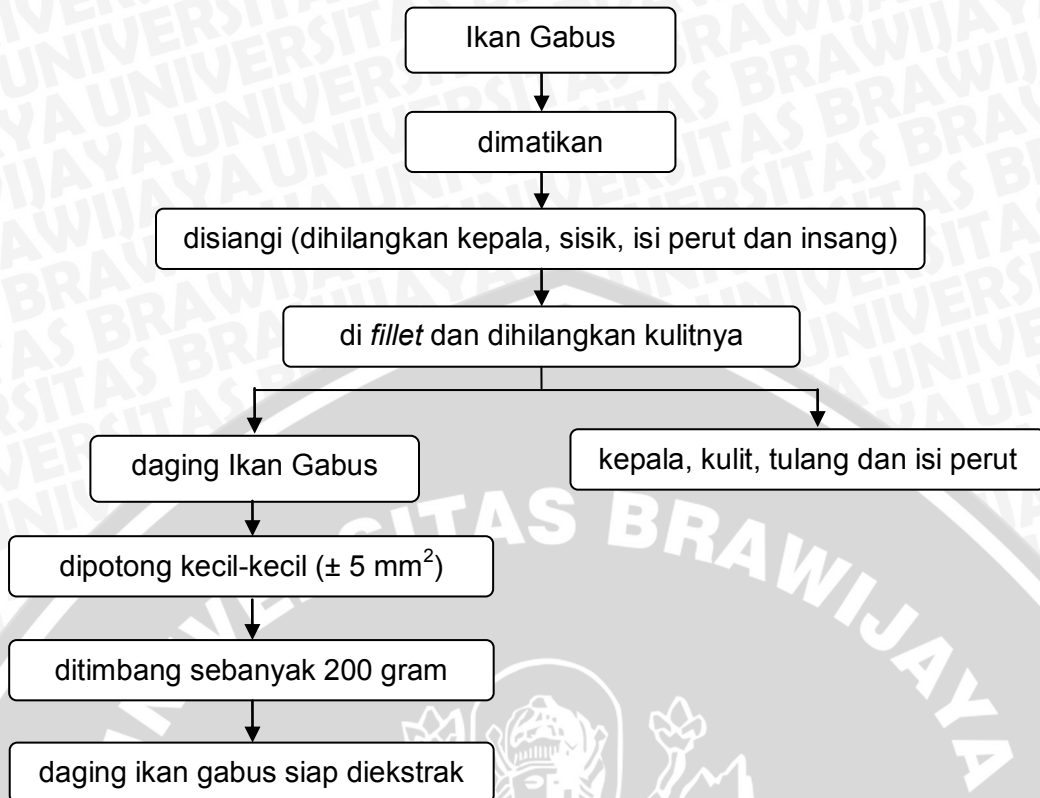 Ikan Gabus
dimatikan
disiangi (dihilangkan kepala, sisik, isi perut dan insang)
di fillet dan dihilangkan kulitnya
daging Ikan Gabus
kepala, kulit, tulang dan isi perut
dipotong kecil-kecil (± 5 mm²)
ditimbang sebanyak 200 gram
daging ikan gabus siap diekstrak
UNIVERSITAS BRAWIJAYA